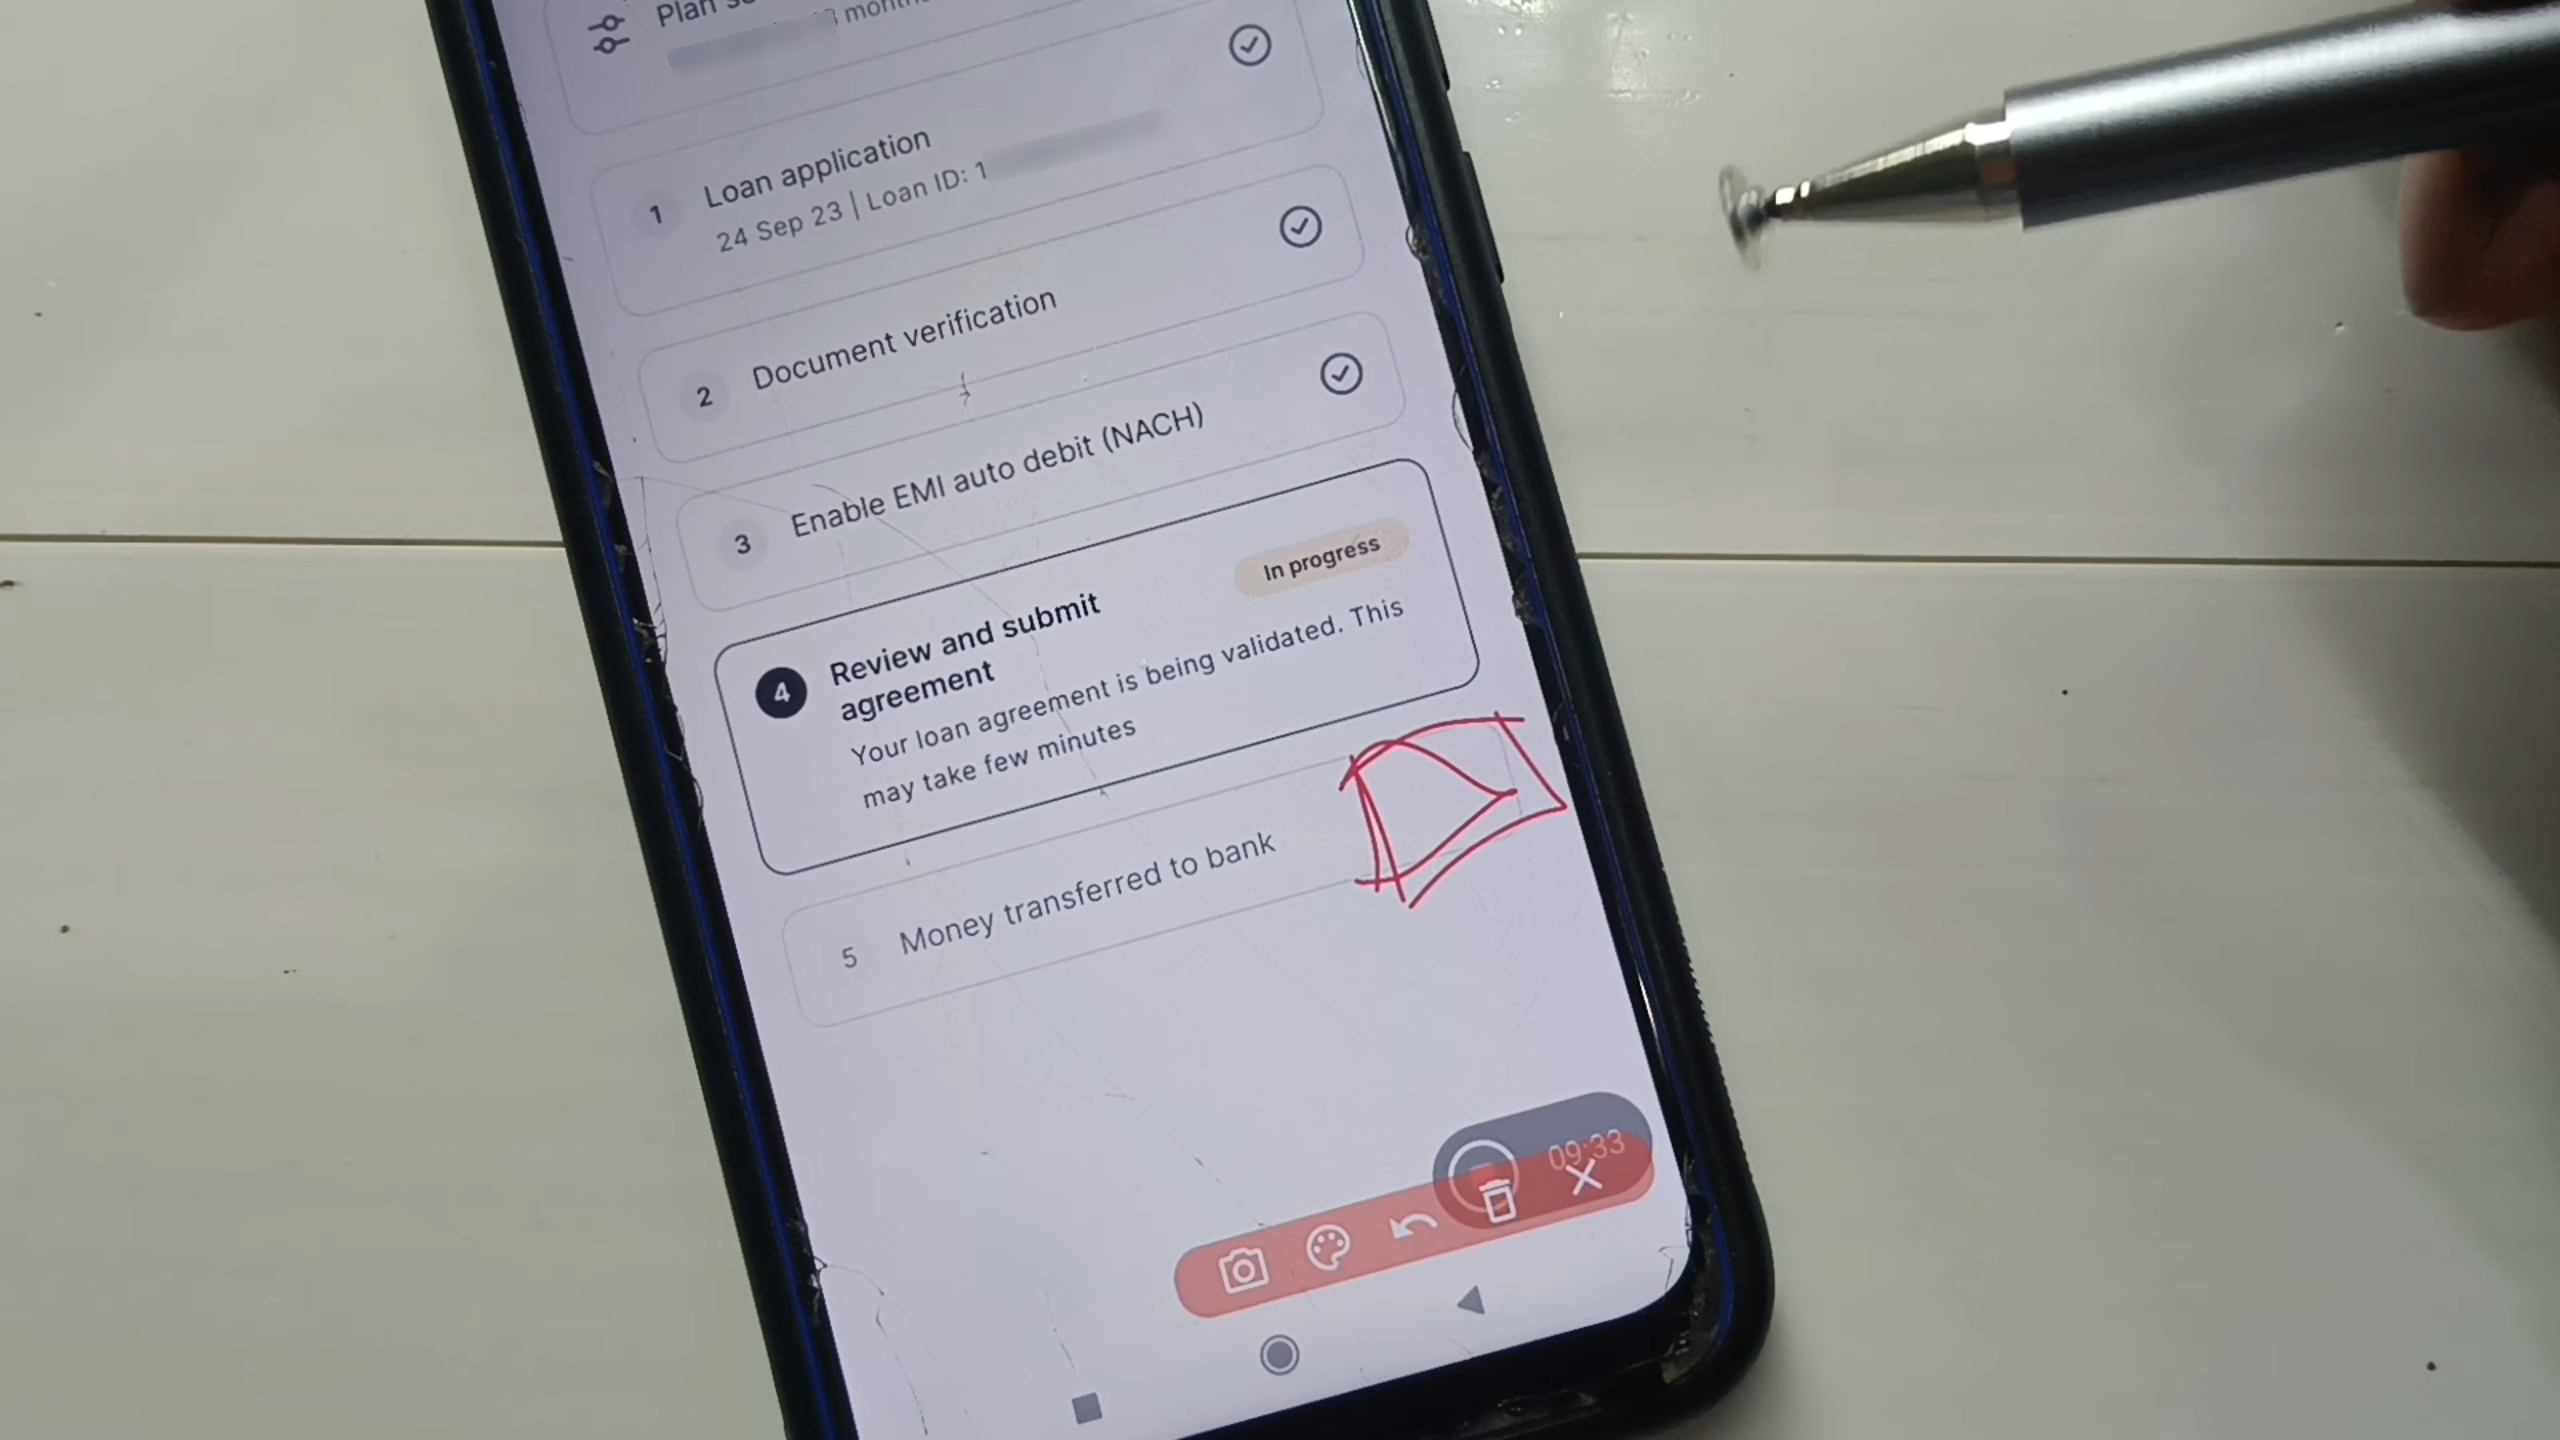 Plan
months
Loan application
1
24 Sep 23 | Loan ID: 1
2
Document verification
3
Enable EMI auto debit (NACH)
In progress
4
Review and submit
agreement
Your loan agreement is being validated. This
may take few minutes
5
Money transferred to bank
09:33